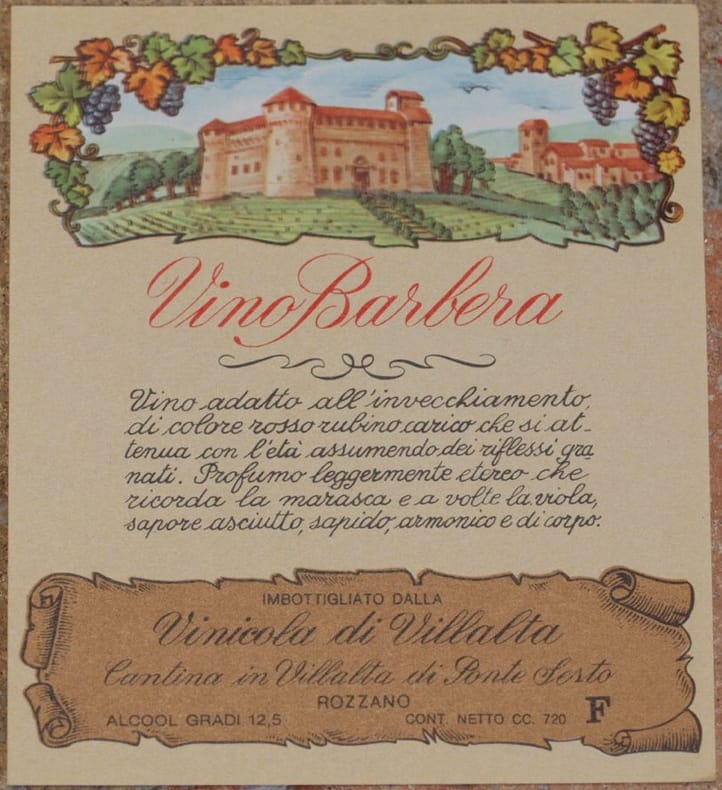 Vino Barbera
Vino adatto all'invecchiamento,
di colore rosso rubino carico che si at-
tenua con l'età assumendo dei riflessi gra
nati. Profumo leggermente etereo che
ricorda la marasca e a volte la viola,
sapore asciutto, sapido, armonico e di corpo.
IMBOTTIGLIATO DALLA
Vinicola di Villalta
Cantina in Villalta di Ponte Sesto
ROZZANO
ALCOOL GRADI 12,5 CONT. NETTO CC. 720 F